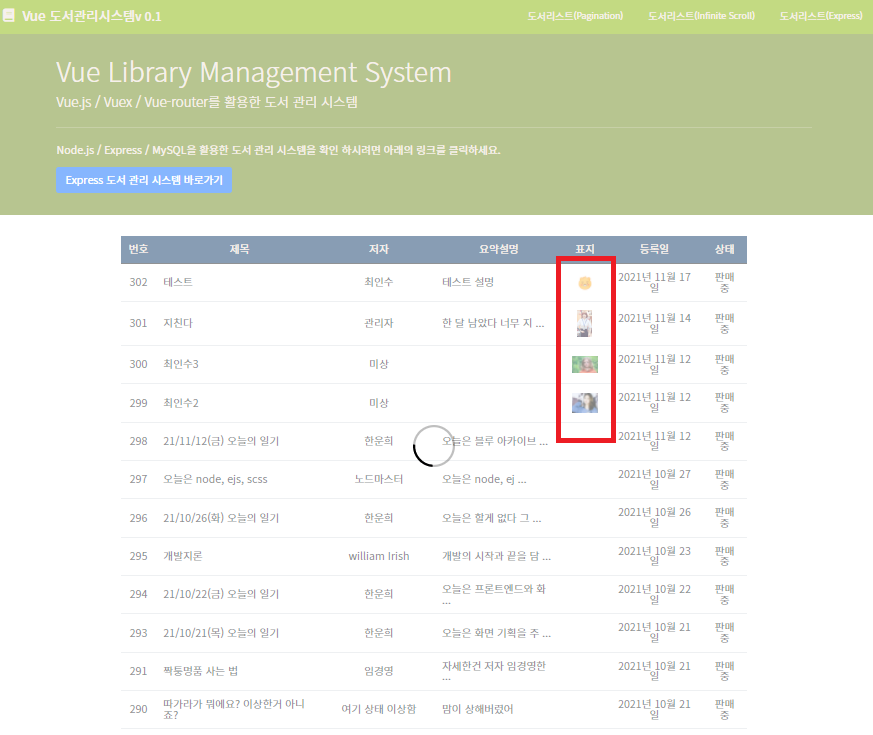 Vue 도서관리시스템v 0.1
도서리스트(Pagination) 도서리스트(Infinite Scroll) 도서리스트(Express)
Vue Library Management System
Vue.js / Vuex / Vue-router를 활용한 도서 관리 시스템
Node.js / Express / MySQL을 활용한 도서 관리 시스템을 확인 하시려면 아래의 링크를 클릭하세요.
Express 도서 관리 시스템 바로가기
번호 제목 저자 요약설명 표지 등록일 상태
302 테스트 최인수 테스트 설명 2021년 11월 17일 판매중
301 지친다 관리자 한 달 남았다 너무 지 ... 2021년 11월 14일 판매중
300 최인수3 미상 2021년 11월 12일 판매중
299 최인수2 미상 2021년 11월 12일 판매중
298 21/11/12(금) 오늘의 일기 한운희 오늘은 블루 아카이브 ... 2021년 11월 12일 판매중
297 오늘은 node, ejs, scss 노드마스터 오늘은 node, ej ... 2021년 10월 27일 판매중
296 21/10/26(화) 오늘의 일기 한운희 오늘은 할게 없다 그 ... 2021년 10월 26일 판매중
295 개발지론 william Irish 개발의 시작과 끝을 담 ... 2021년 10월 23일 판매중
294 21/10/22(금) 오늘의 일기 한운희 오늘은 프론트엔드와 화 ... 2021년 10월 22일 판매중
293 21/10/21(목) 오늘의 일기 한운희 오늘은 화면 기획을 주 ... 2021년 10월 21일 판매중
291 짝퉁명품 사는 법 임경영 자세한건 저자 임경영한 ... 2021년 10월 21일 판매중
290 따가라가 뭐에요? 이상한거 아니죠? 여기 상태 이상함 맘이 상해버렸어 2021년 10월 21일 판매중